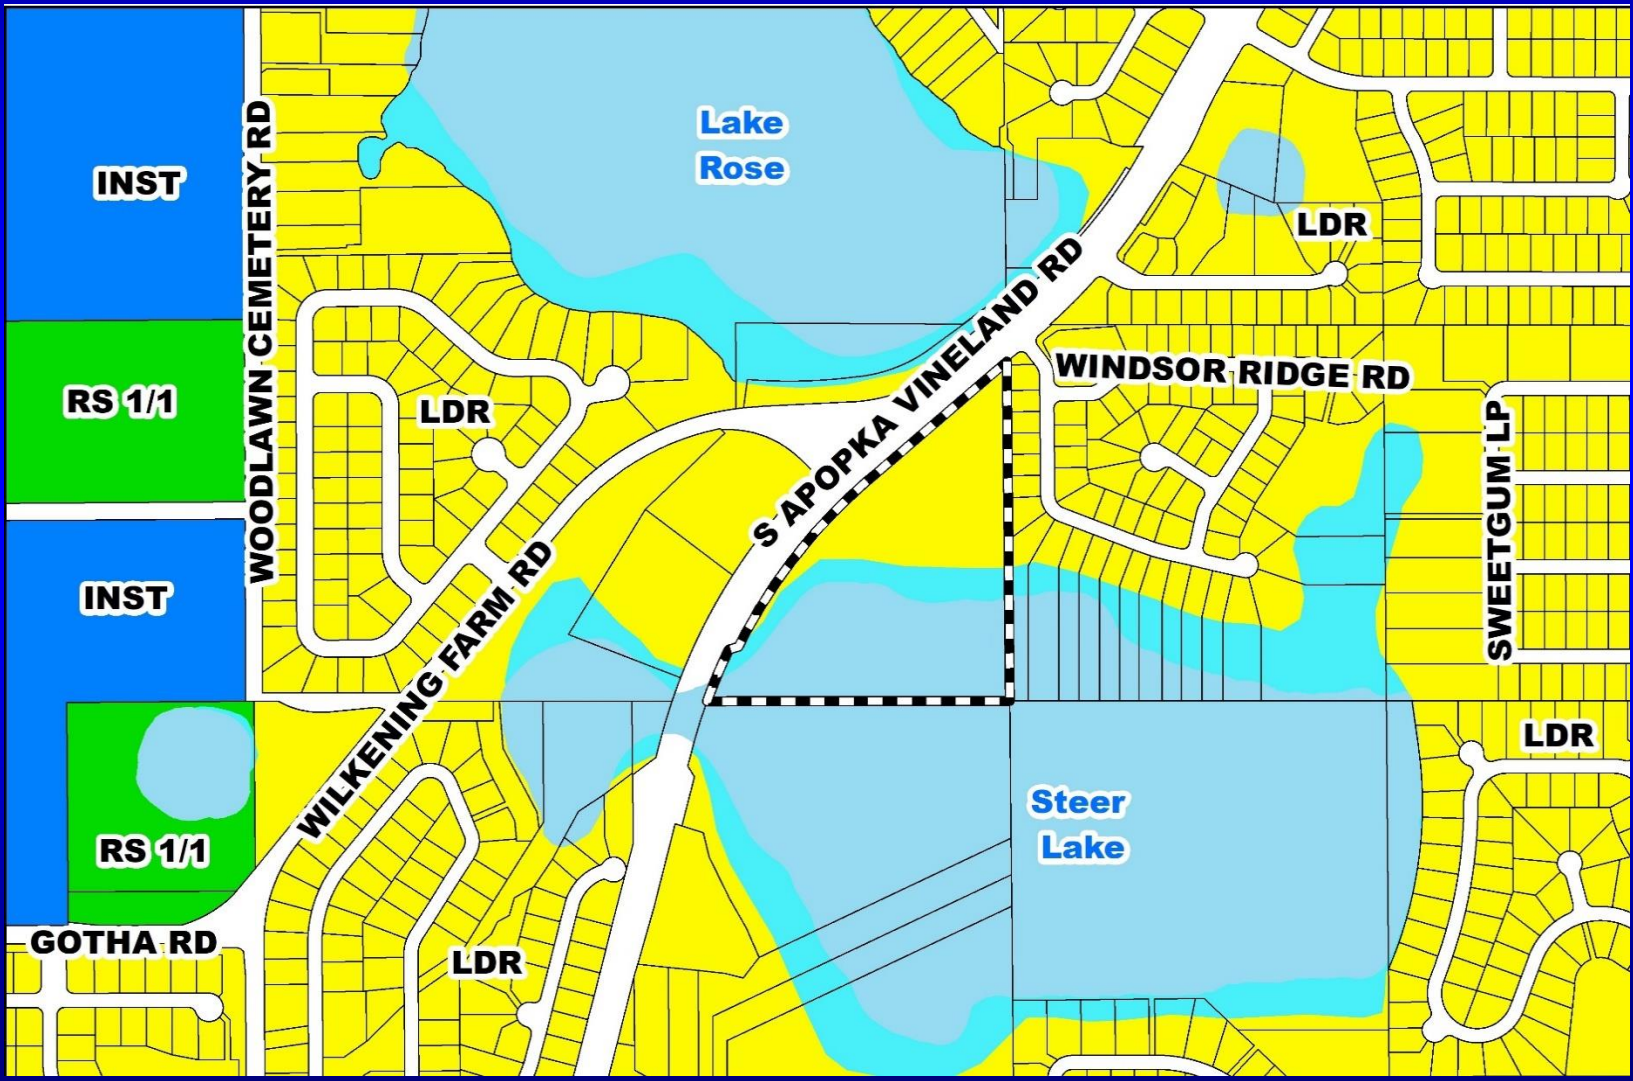 Lake
Rose
INST
WOODLAWN CEMETERY RD
LDR
S APOPKA VINELAND RD
WINDSOR RIDGE RD
RS 1/1
LDR
SWEETGUM LP
INST
WILKENING FARM RD
LDR
Steer
Lake
RS 1/1
GOTHA RD
LDR